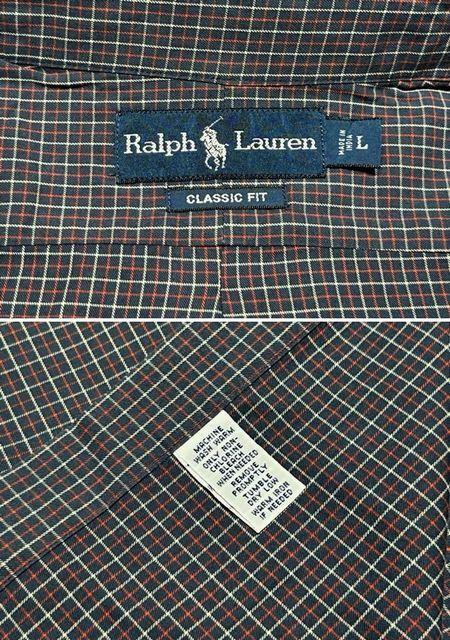 Ralph Lauren
MADE IN
INDIA
L
CLASSIC FIT
MACHINE
WASH WARM
ONLY NON-
CHLORINE
BLEACH
WHEN NEEDED
REMOVE
PROMPTLY
TUMBLE
DRY LOW
WARM IRON
IF NEEDED